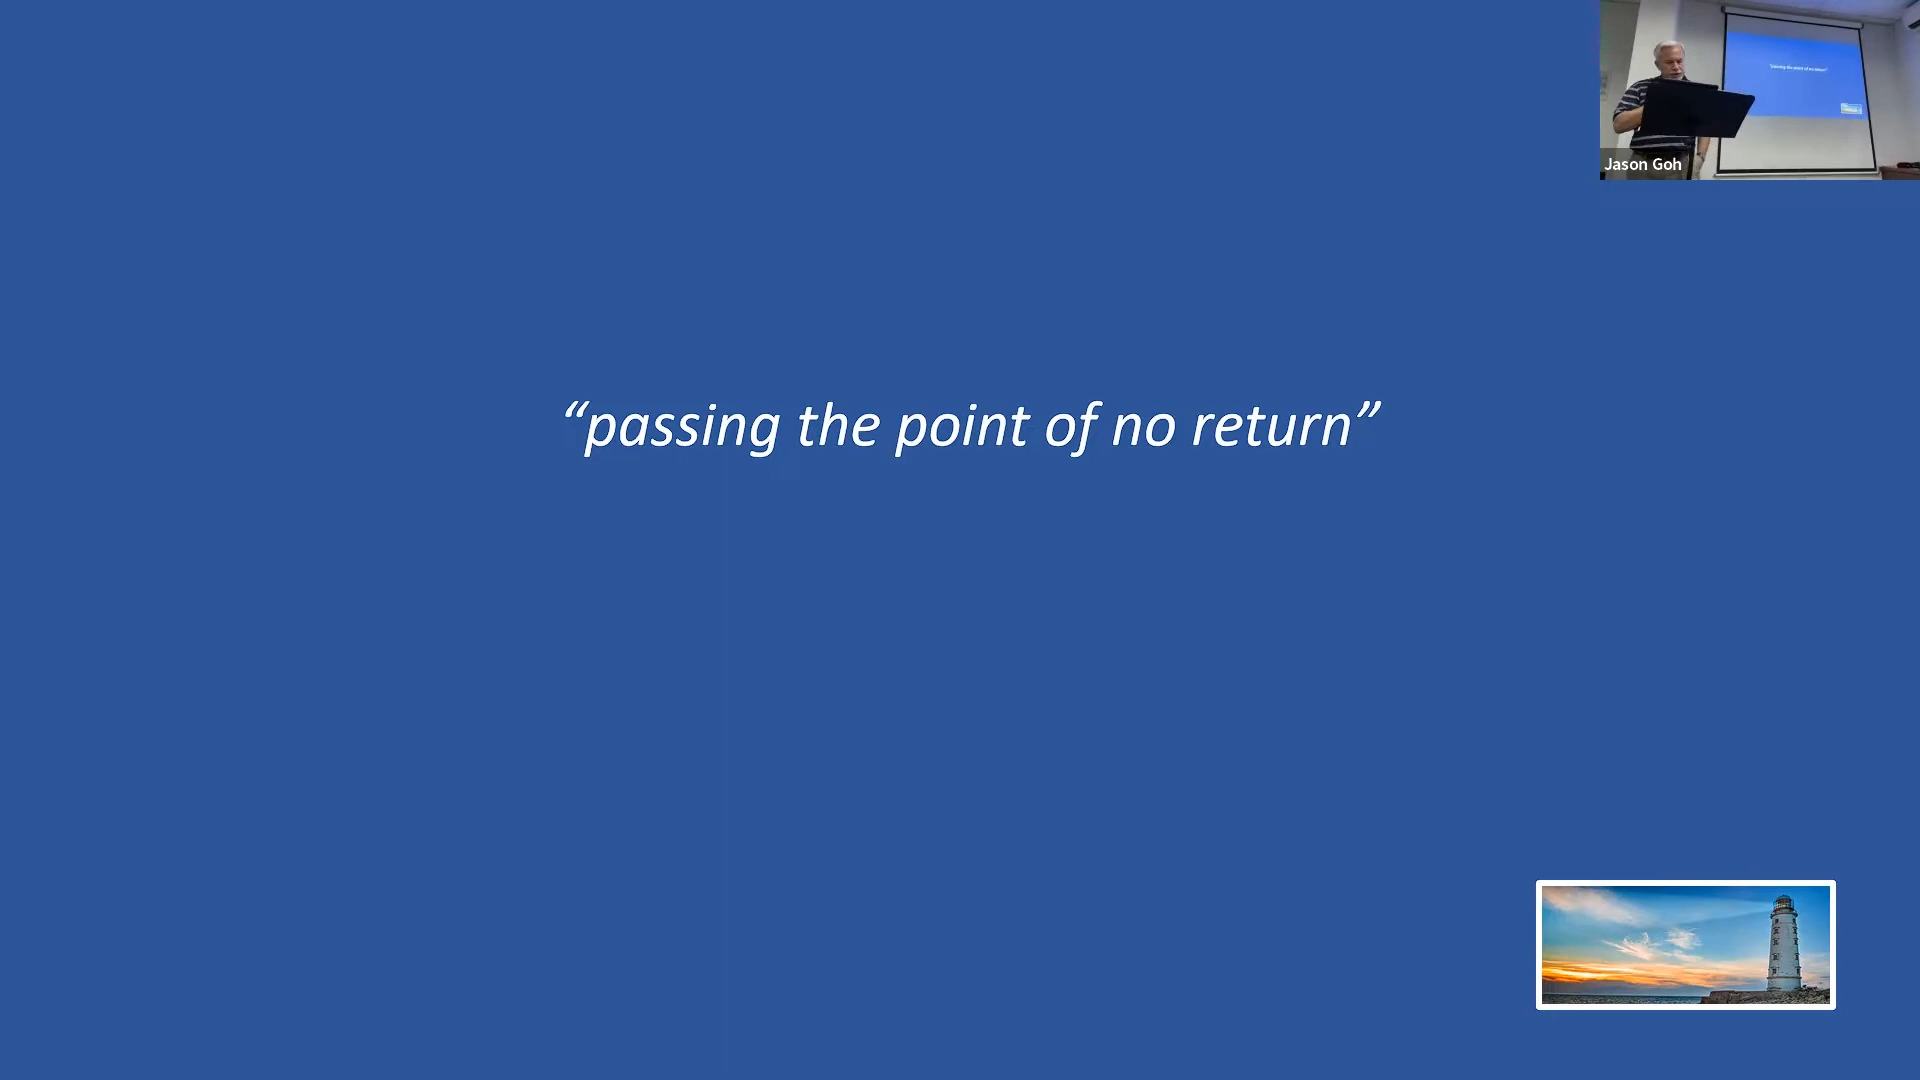 Jason Goh
“passing the point of no return”